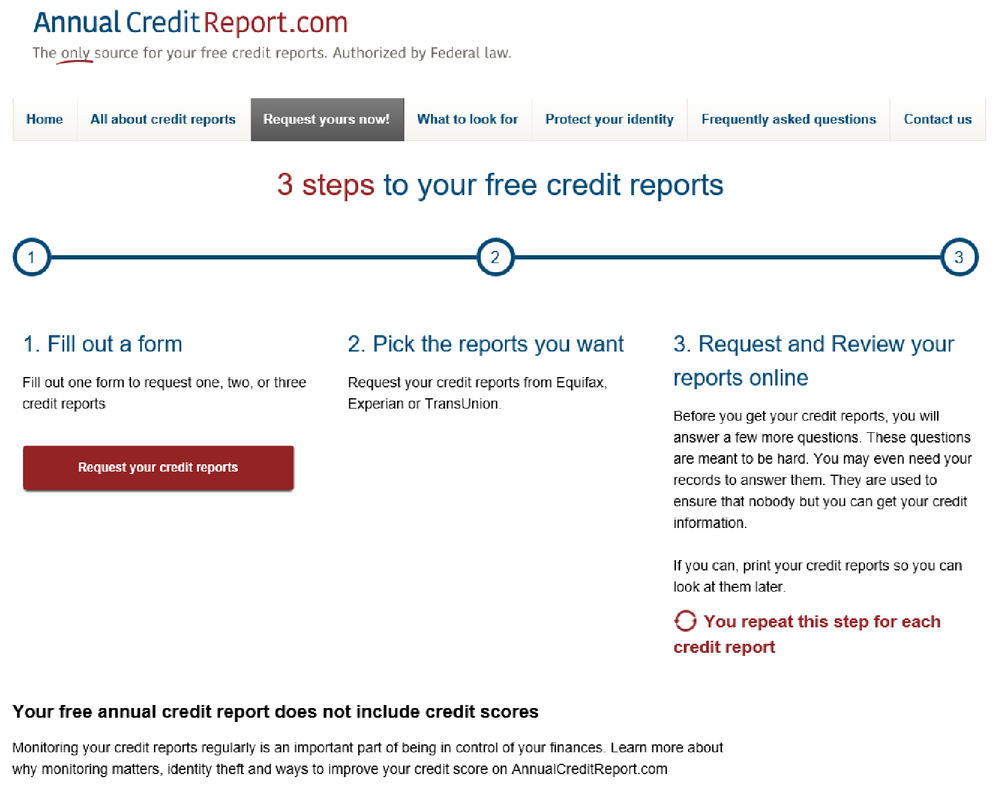 AnnualCreditReport.com
The only source for your free credit reports. Authorized by Federal law.
Home All about credit reports Request yours now! What to look for Protect your identity Frequently asked questions Contact us
3 steps to your free credit reports
1 2 3
1. Fill out a form
Fill out one form to request one, two, or three
credit reports
Request your credit reports
2. Pick the reports you want
Request your credit reports from Equifax,
Experian or TransUnion.
3. Request and Review your
reports online
Before you get your credit reports, you will
answer a few more questions. These questions
are meant to be hard. You may even need your
records to answer them. They are used to
ensure that nobody but you can get your credit
information.
If you can, print your credit reports so you can
look at them later.
You repeat this step for each
credit report
Your free annual credit report does not include credit scores
Monitoring your credit reports regularly is an important part of being in control of your finances. Learn more about
why monitoring matters, identity theft and ways to improve your credit score on AnnualCreditReport.com